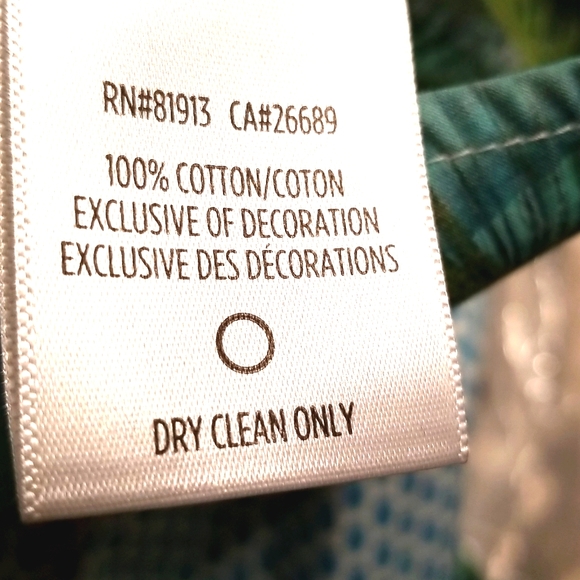 RN#81913 CA#26689
100% COTTON/COTON
EXCLUSIVE OF DECORATION
EXCLUSIVE DES DÉCORATIONS
DRY CLEAN ONLY